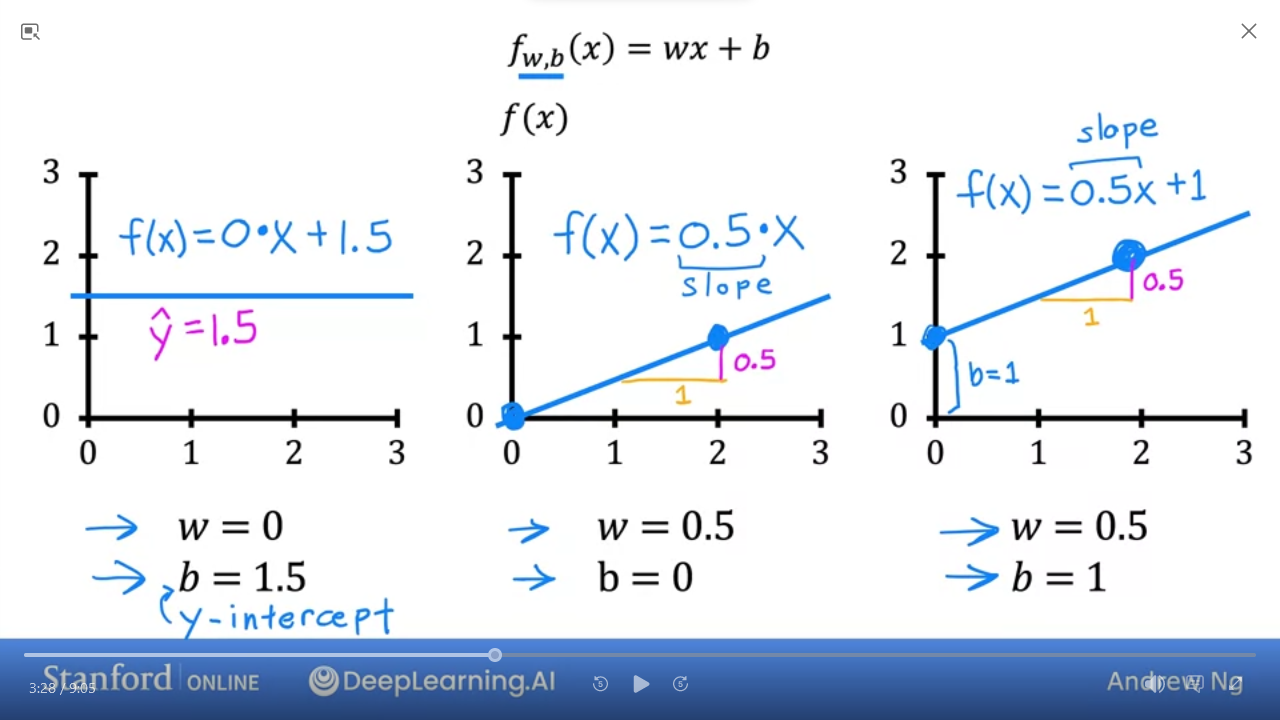 f_{w,b}(x) = wx + b
f(x)
3
2
1
0
0 1 2 3
f(x)=0•X+1.5
ŷ=1.5
→ w = 0
→ b = 1.5
y-intercept
3
2
1
0
0 1 2 3
f(x)=0.5•X
slope
0.5
1
→ w = 0.5
→ b = 0
3
2
1
0
0 1 2 3
slope
f(x)=0.5x+1
0.5
1
b=1
→ w = 0.5
→ b = 1
Stanford | ONLINE DeepLearning.AI Andrew Ng
3:28 / 9:05
5 5